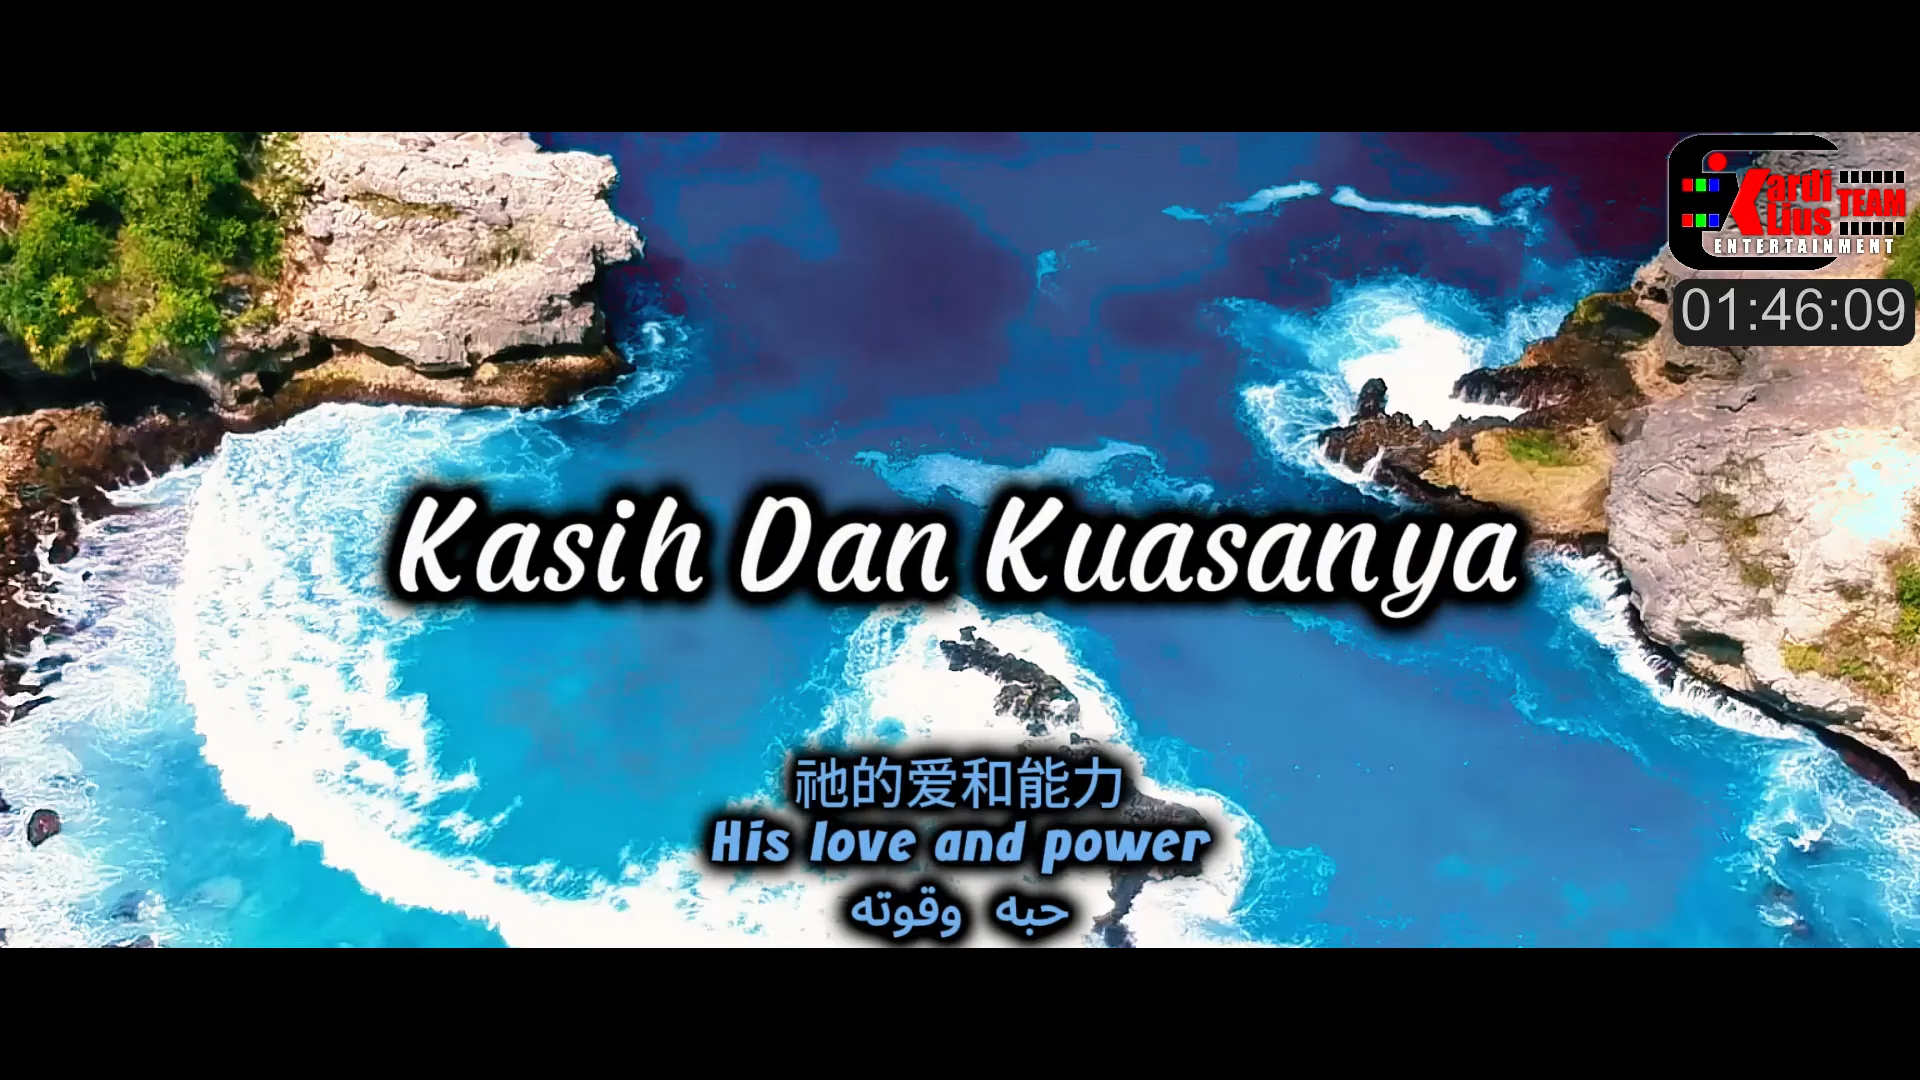 Kardi
Lius
TEAM
ENTERTAINMENT
01:46:09
Kasih Dan Kuasanya
祂的爱和能力
His love and power
حبه وقوته